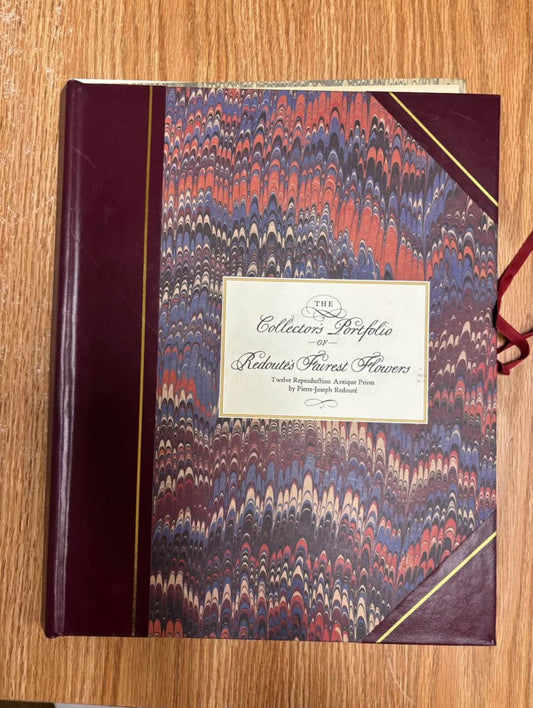 THE
Collector's Portfolio
OF
Redouté's Fairest Flowers
Twelve Reproduction Antique Prints
by Pierre-Joseph Redouté